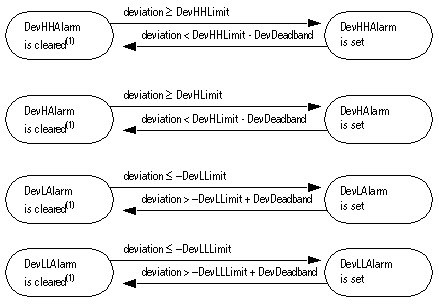 deviation ≥ DevHHLimit
DevHHAlarm
is cleared(1)
deviation < DevHHLimit - DevDeadband
DevHHAlarm
is set
deviation ≥ DevHLimit
DevHAlarm
is cleared(1)
deviation < DevHLimit - DevDeadband
DevHAlarm
is set
deviation ≤ −DevLLimit
DevLAlarm
is cleared(1)
deviation > −DevLLimit + DevDeadband
DevLAlarm
is set
deviation ≤ −DevLLLimit
DevLLAlarm
is cleared(1)
deviation > −DevLLLimit + DevDeadband
DevLLAlarm
is set